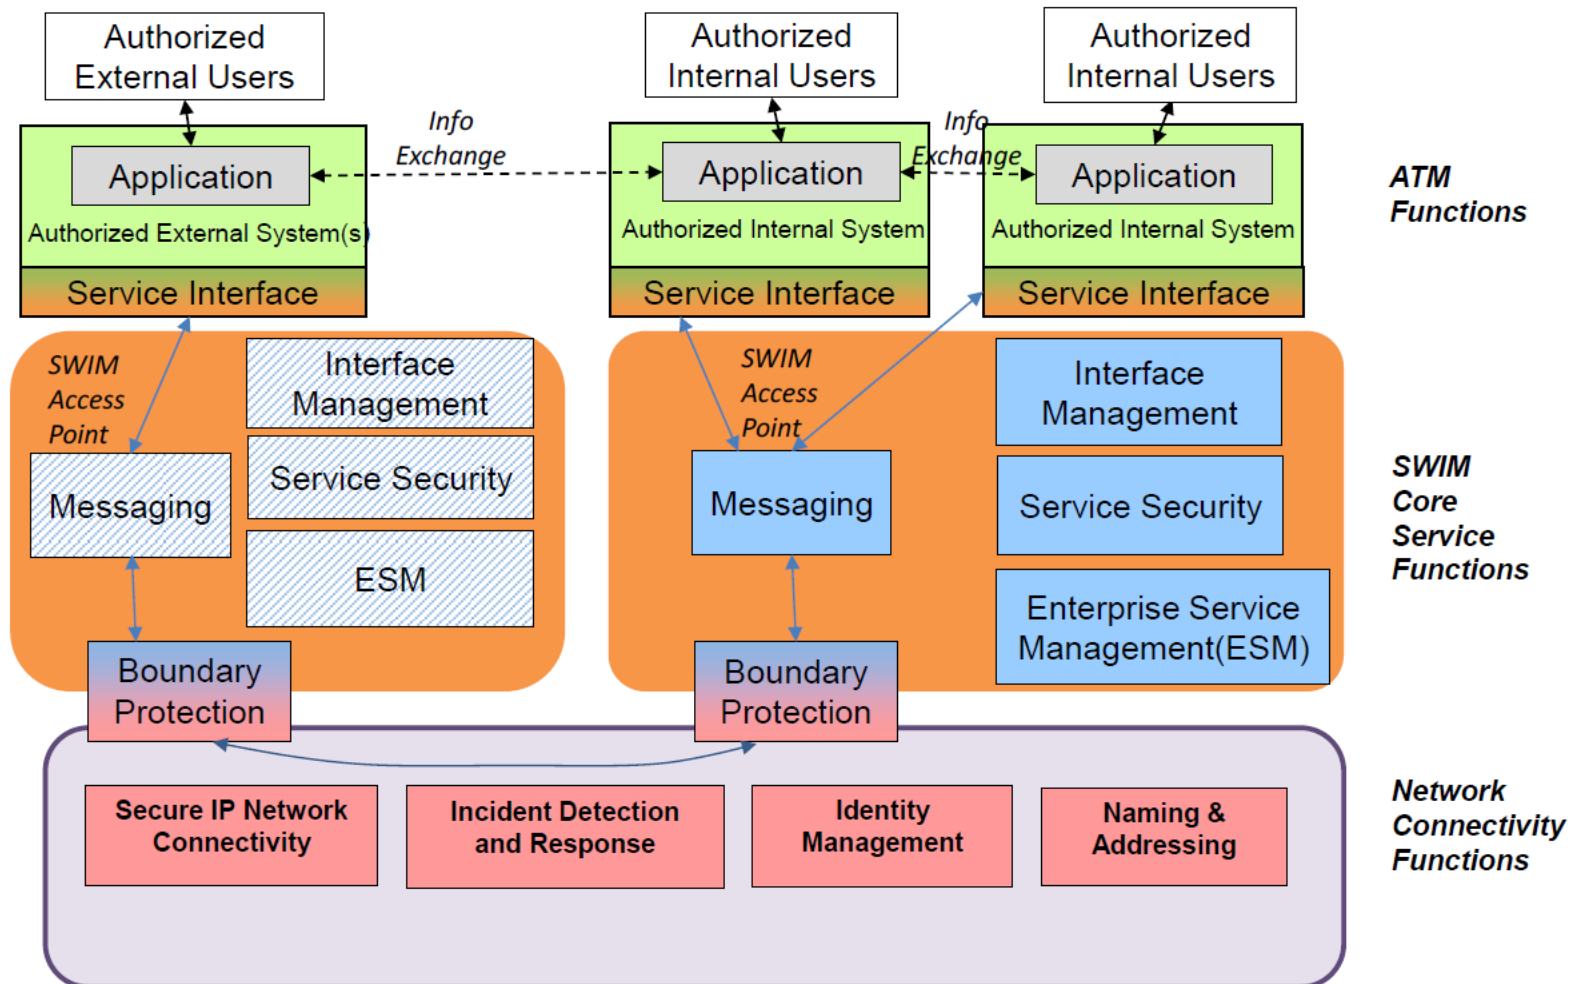 Authorized
External Users
Authorized
Internal Users
Authorized
Internal Users
Info
Exchange
Info
Exchange
Application
Application
Application
Authorized External System(s)
Authorized Internal System
Authorized Internal System
ATM
Functions
Service Interface
Service Interface
Service Interface
SWIM
Access
Point
Interface
Management
Service Security
Messaging
ESM
SWIM
Access
Point
Interface
Management
Messaging
Service Security
Enterprise Service
Management(ESM)
SWIM
Core
Service
Functions
Boundary
Protection
Boundary
Protection
Secure IP Network
Connectivity
Incident Detection
and Response
Identity
Management
Naming &
Addressing
Network
Connectivity
Functions